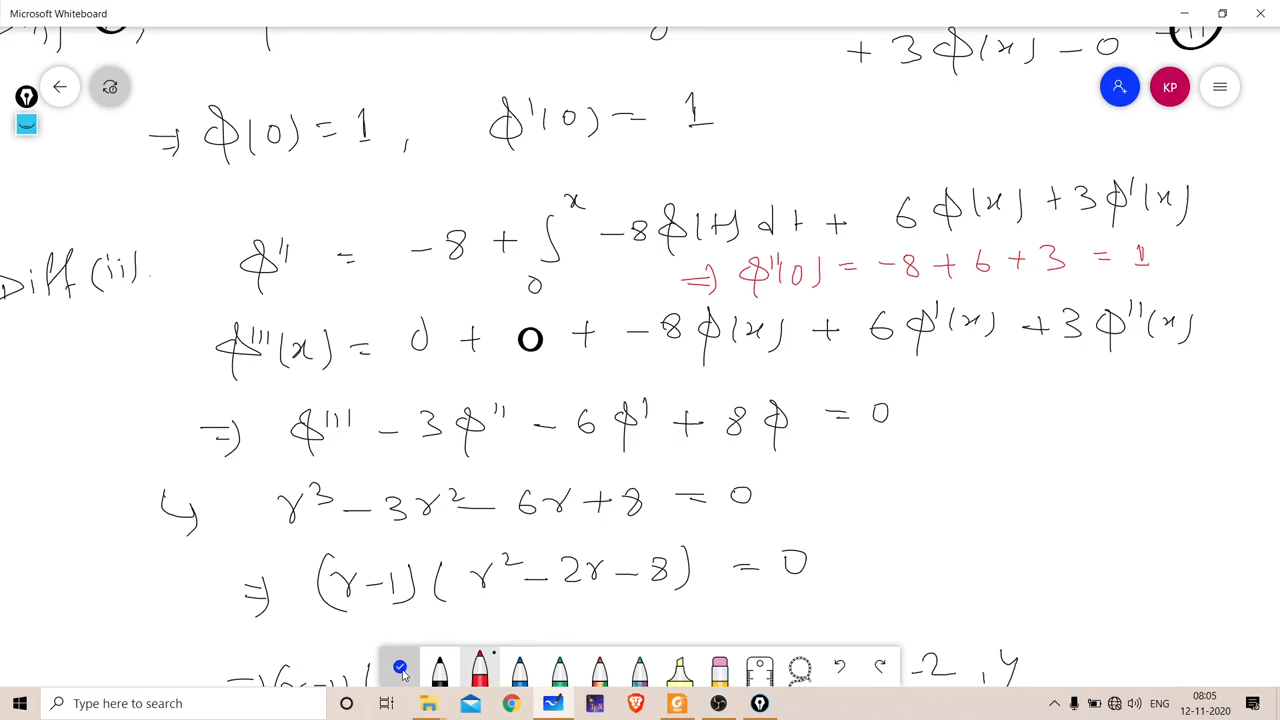 Microsoft Whiteboard
+ 3ϕ(x) - 0 (ii)
KP
⇒ ϕ(0) = 1 , ϕ'(0) = 1
Diff (ii). ϕ'' = -8 + ∫₀ˣ -8ϕ(t) dt + 6ϕ(x) + 3ϕ'(x)
⇒ ϕ''(0) = -8 + 6 + 3 = 1
ϕ'''(x) = 0 + 0 + -8ϕ(x) + 6ϕ'(x) + 3ϕ''(x)
⇒ ϕ''' - 3ϕ'' - 6ϕ' + 8ϕ = 0
↳ r³ - 3r² - 6r + 8 = 0
⇒ (r-1)(r² - 2r - 8) = 0
-2, 4
Type here to search
ENG
08:05
12-11-2020